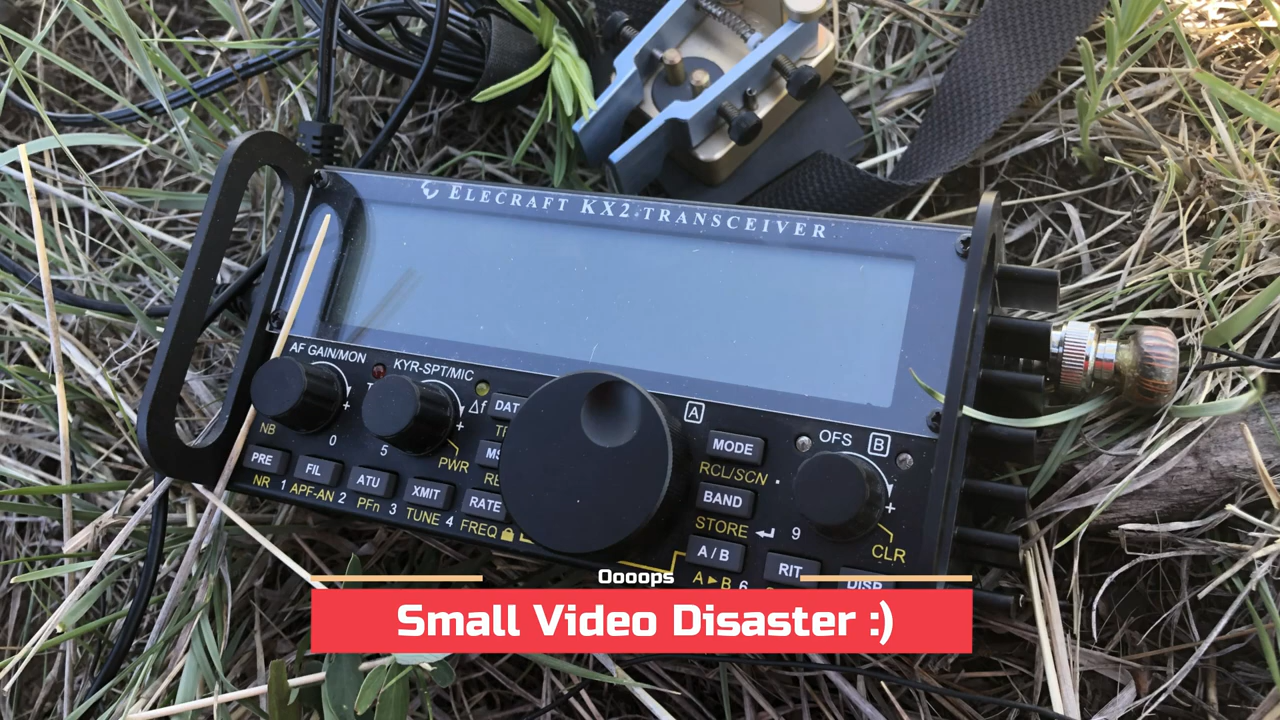 ELECRAFT KX2 TRANSCEIVER
AF GAIN/MON
KYR-SPT/MIC
Δf
DAT
+
+
NB
0
5
PWR
PRE
FIL
ATU
XMIT
RATE
NR 1 APF-AN 2 PFn 3 TUNE 4 FREQ
A
MODE
RCL/SCN
BAND
STORE
9
A / B
A ► B 6
OFS B
+
CLR
RIT
DISP
Oooops
Small Video Disaster :)